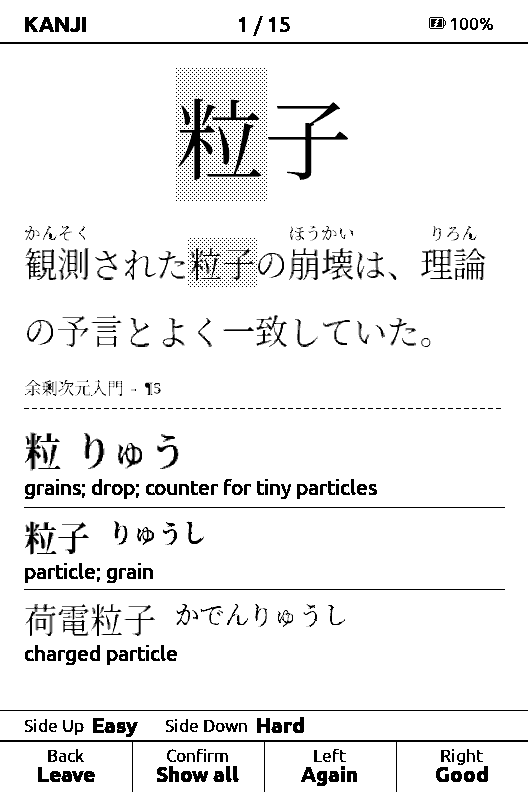 KANJI 1 / 15 100%
粒子
かんそく ほうかい りろん
観測された粒子の崩壊は、理論
の予言とよく一致していた。
余剰次元入門 - ¶5
粒 りゅう
grains; drop; counter for tiny particles
粒子 りゅうし
particle; grain
荷電粒子 かでんりゅうし
charged particle
Side Up Easy Side Down Hard
Back Confirm Left Right
Leave Show all Again Good